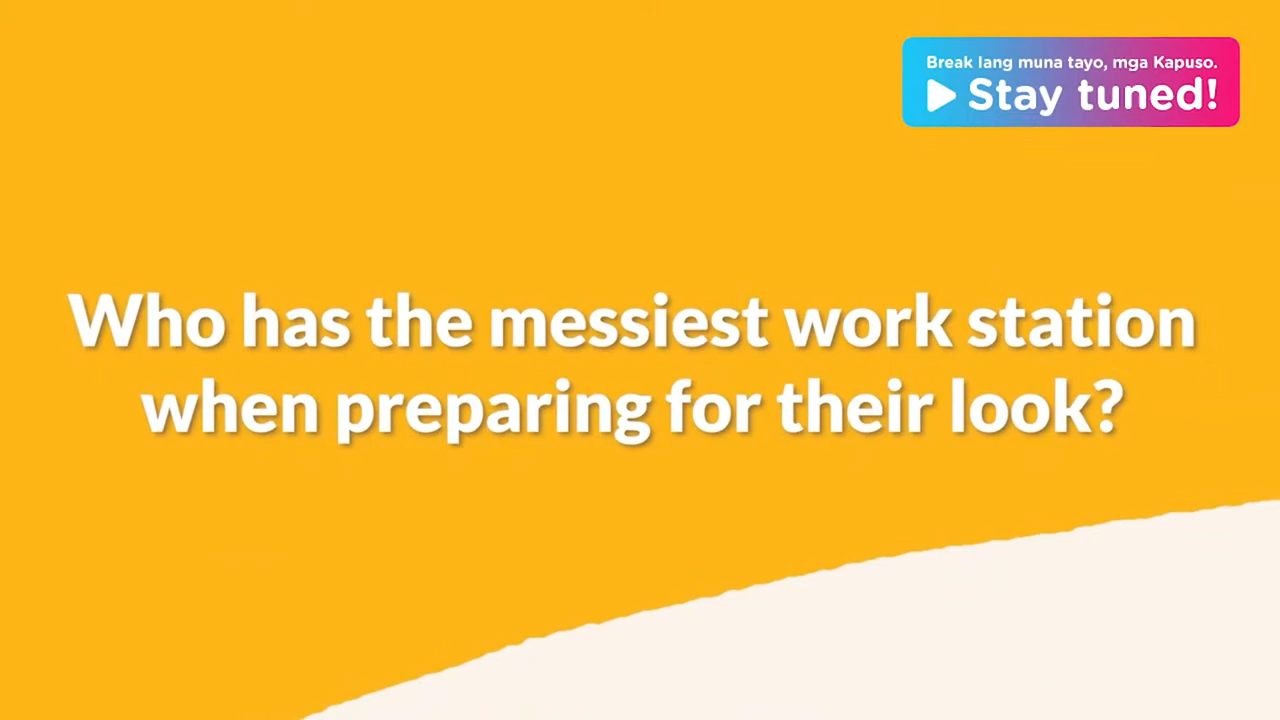 Break lang muna tayo, mga Kapuso.
Stay tuned!
Who has the messiest work station
when preparing for their look?